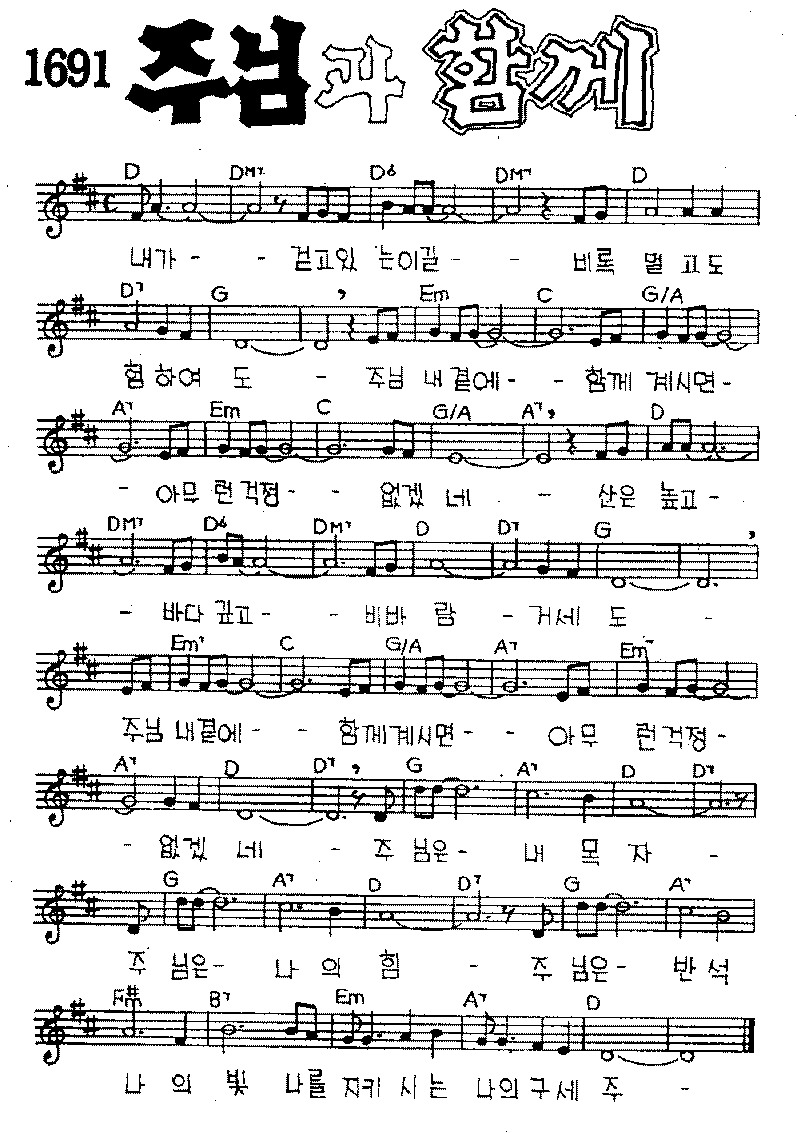 1691 주님과 함께
D DM7 D6 DM7 D
내가 - - 걷고있 는이길 - - 비록 멀 고도
D7 G , Em C G/A
험하여 도 - 주님 내곁에 - - 함께 계시면 -
A7 Em C G/A A7 , D
- 아무 런걱정 - - 없겠 네 - 산은 높고 -
DM7 D6 DM7 D D7 G ,
- 바다 깊고 - - 비바 람 - 거세 도 -
Em7 C G/A A7 Em7
주님 내곁에 - - 함께계시면 - - 아무 런걱정 -
A7 D D7 , G A7 D D7
- 없겠 네 - 주 님은 - 내 목 자 -
G A7 D D7 G A7
주 님은 - 나 의 힘 - 주 님은 - 반 석
F#m B7 Em A7 D
나 의 빛 나를 지키 시 는 나의구세 주 -